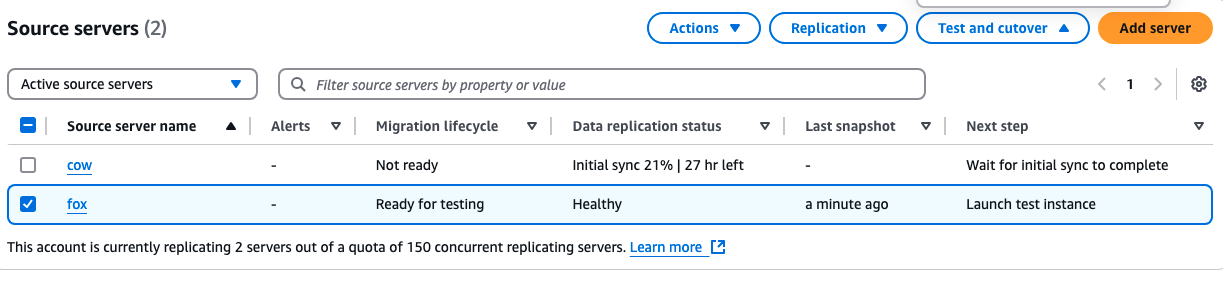 Source servers (2)
Actions
Replication
Test and cutover
Add server
Active source servers
Filter source servers by property or value
1
Source server name Alerts Migration lifecycle Data replication status Last snapshot Next step
cow - Not ready Initial sync 21% | 27 hr left - Wait for initial sync to complete
fox - Ready for testing Healthy a minute ago Launch test instance
This account is currently replicating 2 servers out of a quota of 150 concurrent replicating servers. Learn more